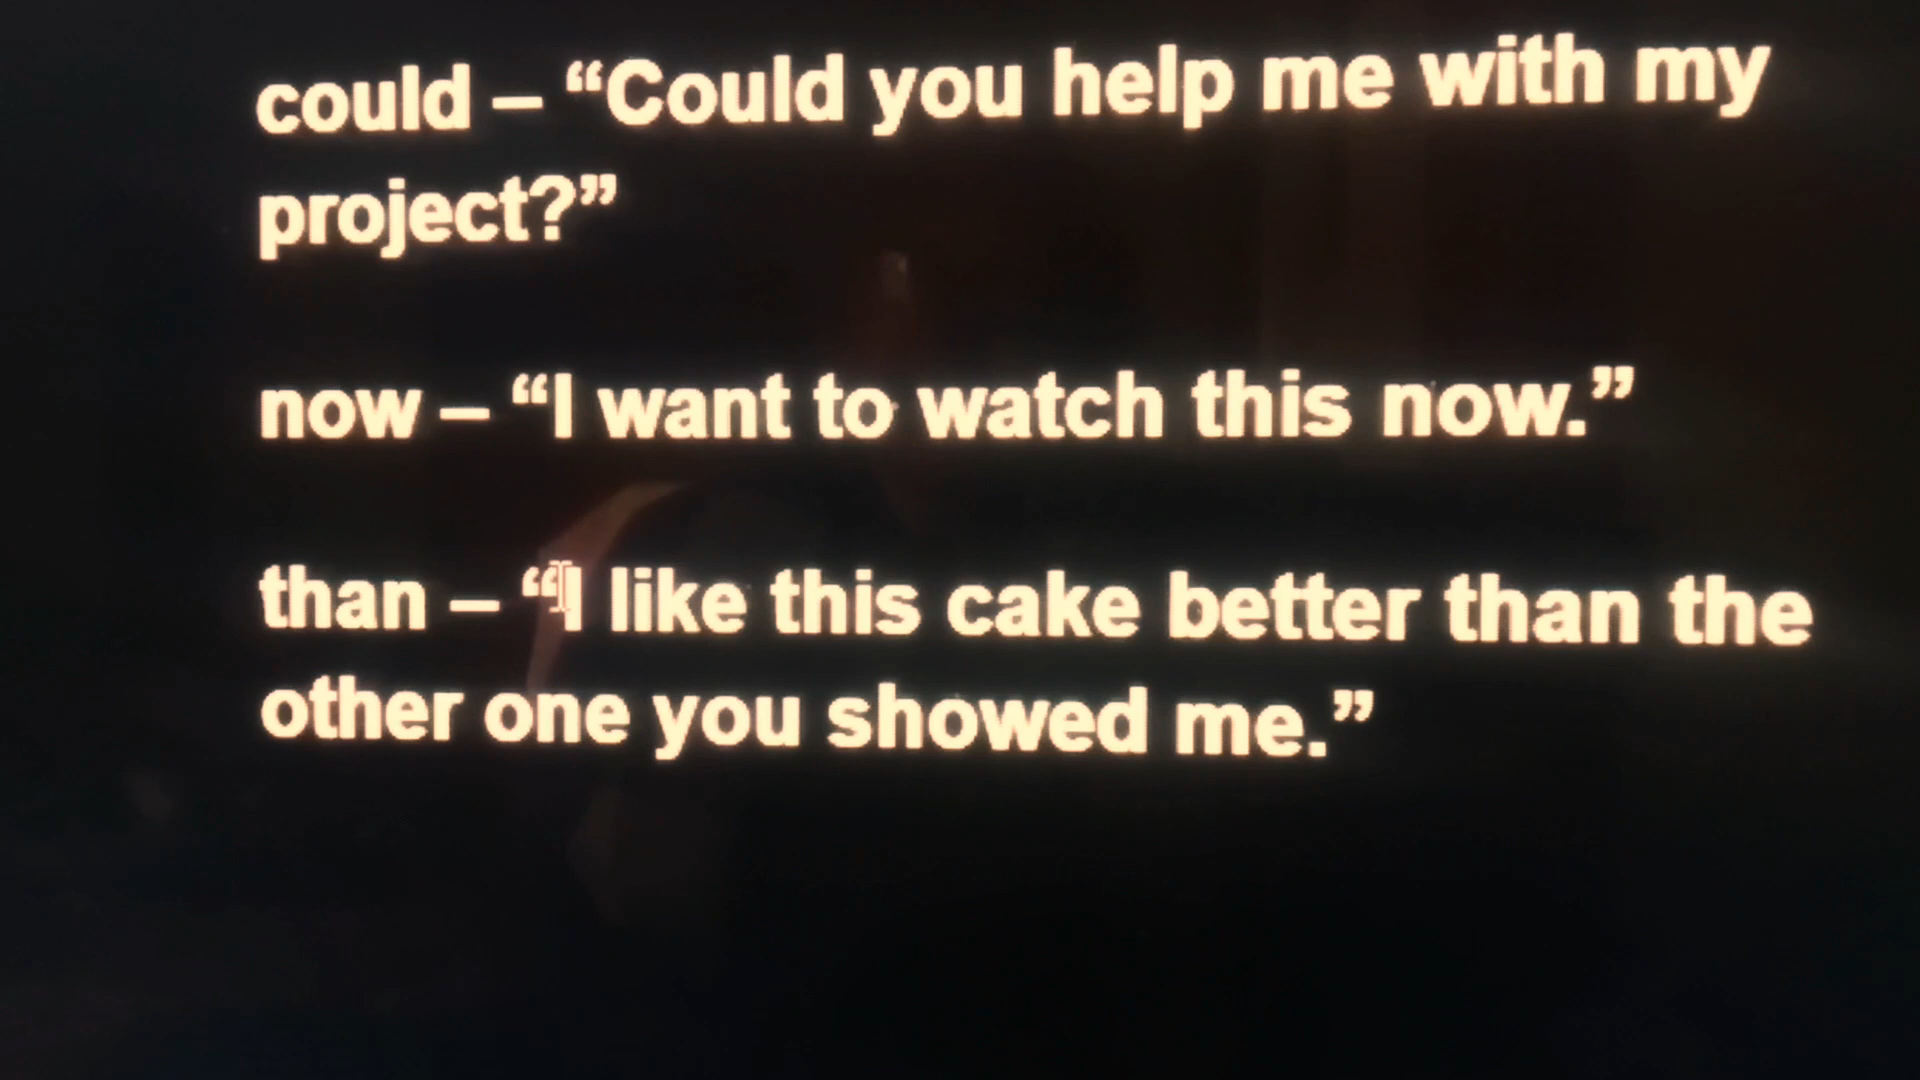 could – “Could you help me with my
project?”
now – “I want to watch this now.”
than – “I like this cake better than the
other one you showed me.”